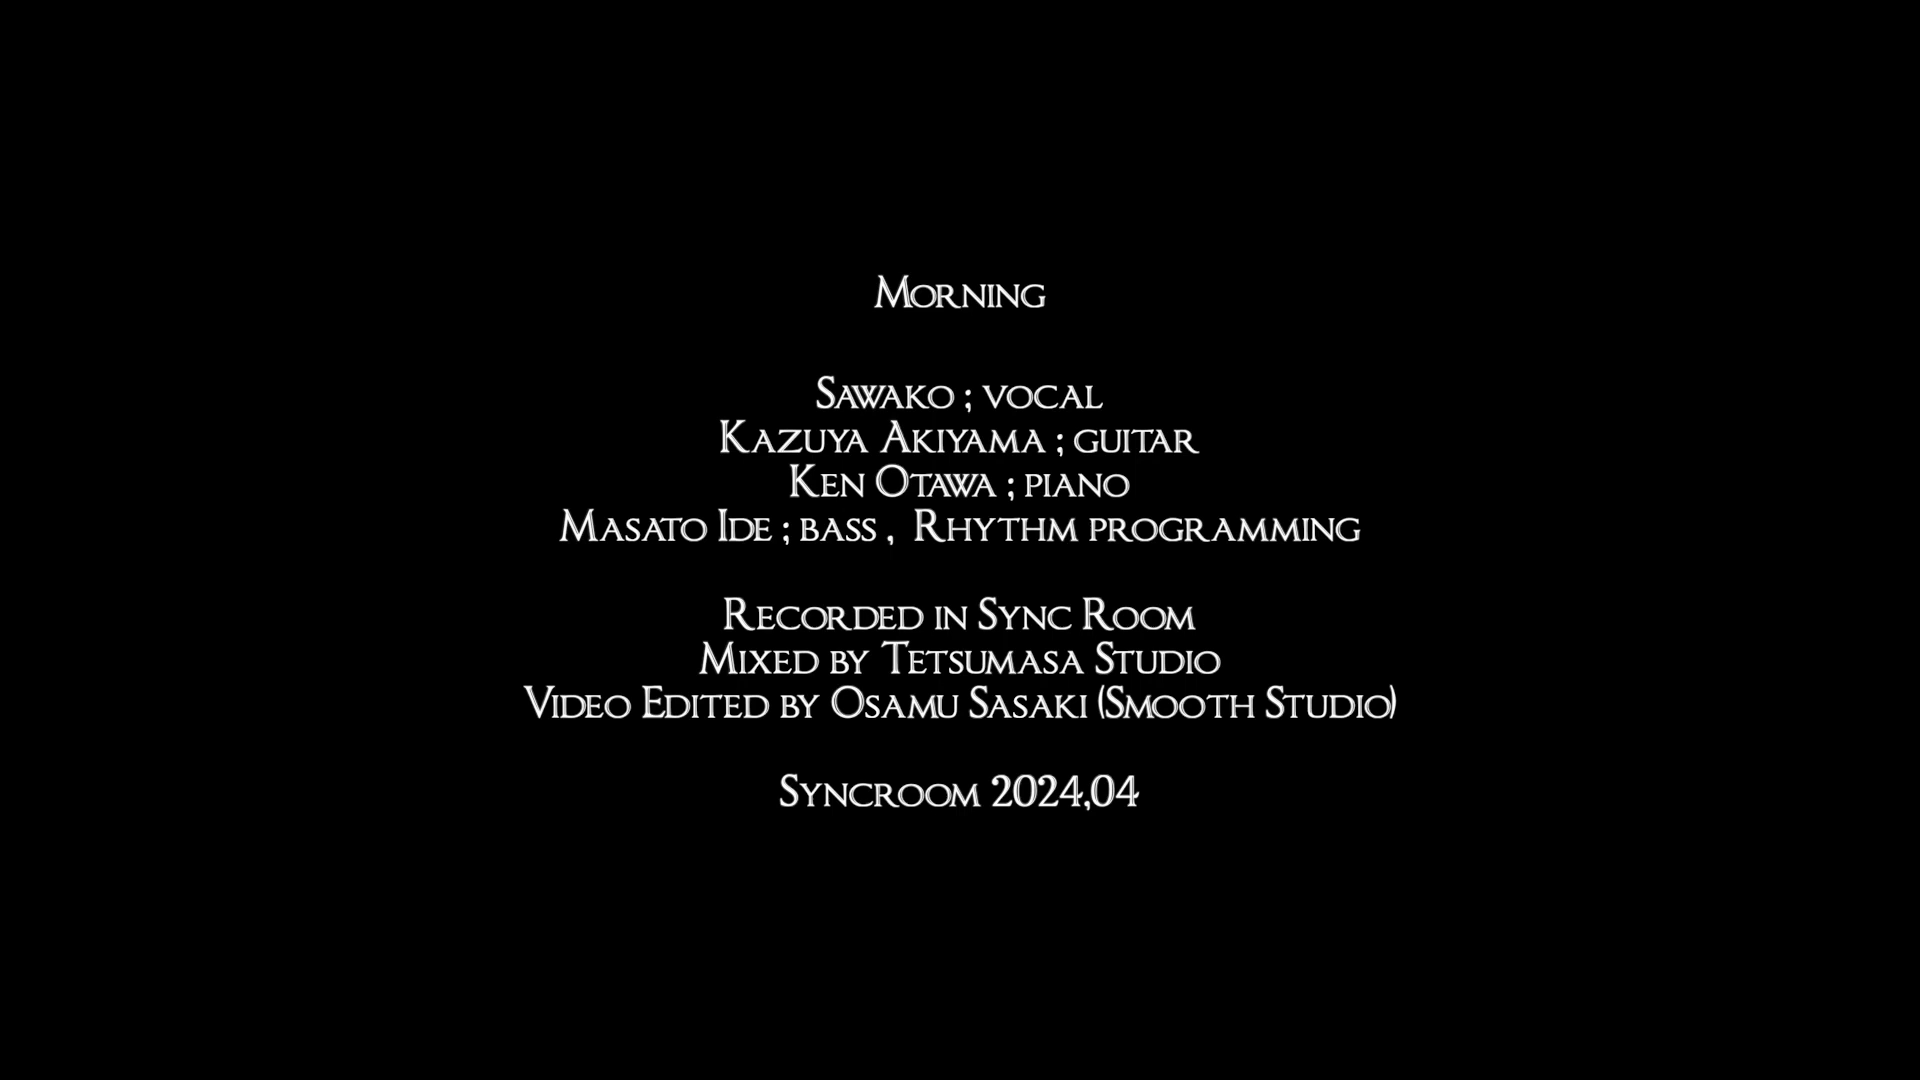 Morning
Sawako ; vocal
Kazuya Akiyama ; guitar
Ken Otawa ; piano
Masato Ide ; bass , Rhythm programming
Recorded in Sync Room
Mixed by Tetsumasa Studio
Video Edited by Osamu Sasaki (Smooth Studio)
Syncroom 2024,04